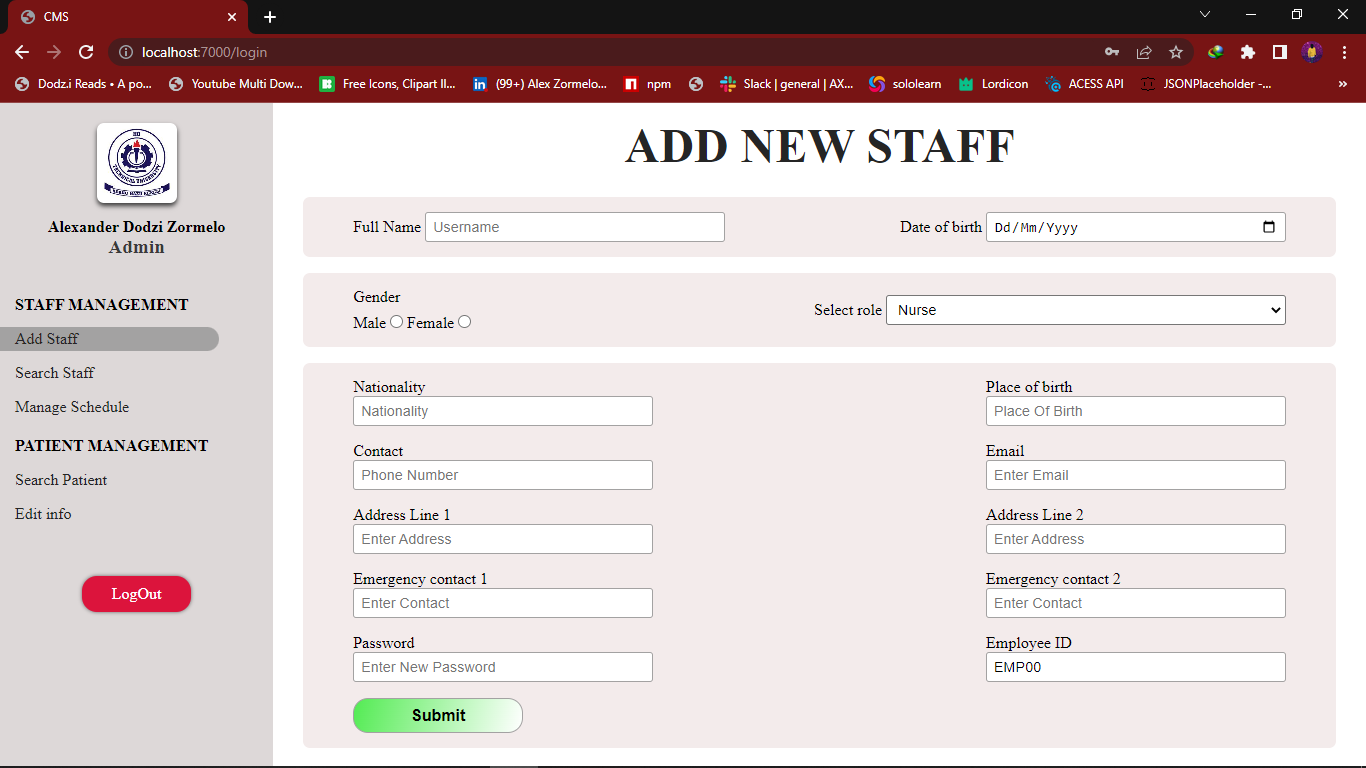 CMS
localhost:7000/login
Dodz.i Reads • A po... Youtube Multi Dow... Free Icons, Clipart Il... (99+) Alex Zormelo... npm Slack | general | AX... sololearn Lordicon ACESS API JSONPlaceholder -... »
HO
TECHNICAL UNIVERSITY
Alexander Dodzi Zormelo
Admin
STAFF MANAGEMENT
Add Staff
Search Staff
Manage Schedule
PATIENT MANAGEMENT
Search Patient
Edit info
LogOut
ADD NEW STAFF
Full Name Username Date of birth Dd/Mm/Yyyy
Gender
Male Female Select role Nurse
Nationality Place of birth
Nationality Place Of Birth
Contact Email
Phone Number Enter Email
Address Line 1 Address Line 2
Enter Address Enter Address
Emergency contact 1 Emergency contact 2
Enter Contact Enter Contact
Password Employee ID
Enter New Password EMP00
Submit